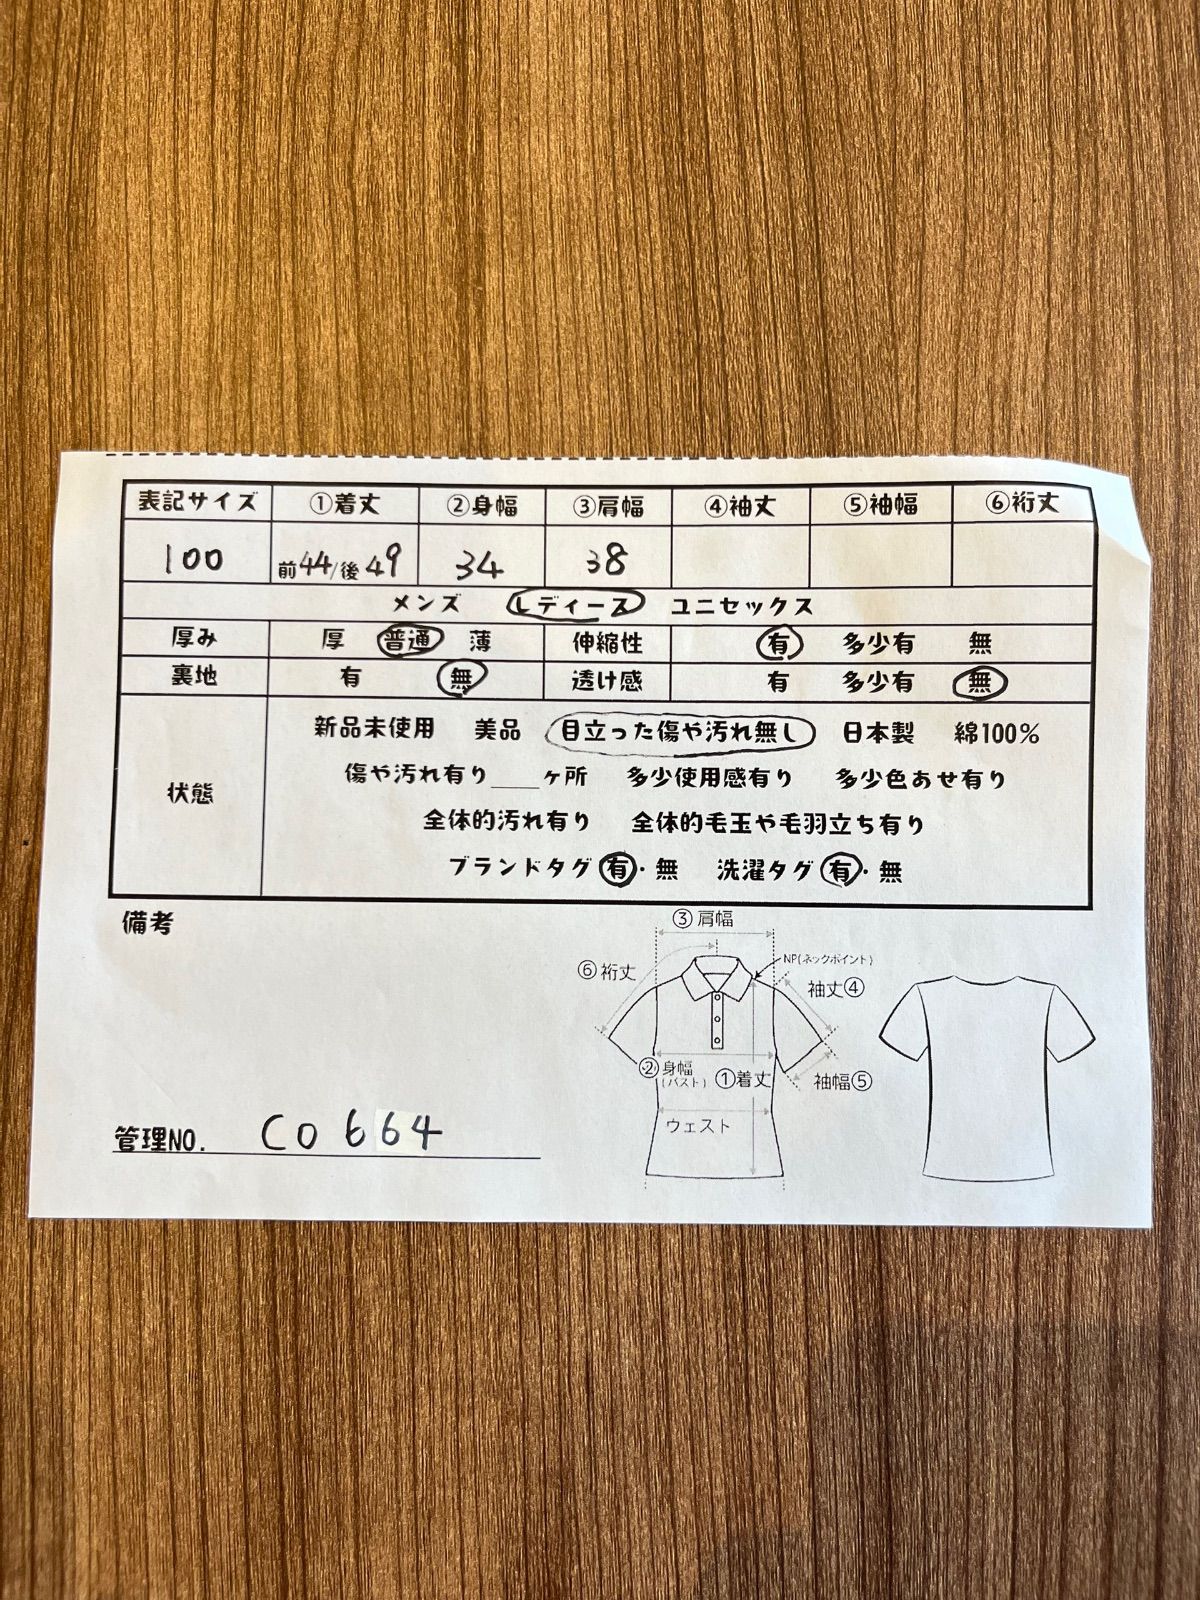 表記サイズ ①着丈 ②身幅 ③肩幅 ④袖丈 ⑤袖幅 ⑥裄丈
100 前44/後49 34 38
メンズ レディース ユニセックス
厚み 厚 普通 薄 伸縮性 有 多少有 無
裏地 有 無 透け感 有 多少有 無
状態
新品未使用 美品 目立った傷や汚れ無し 日本製 綿100%
傷や汚れ有り____ヶ所 多少使用感有り 多少色あせ有り
全体的汚れ有り 全体的毛玉や毛羽立ち有り
ブランドタグ 有・無 洗濯タグ 有・無
備考
③肩幅
⑥裄丈
NP(ネックポイント)
袖丈④
②身幅
(バスト)
①着丈
袖幅⑤
ウェスト
管理NO. CO664